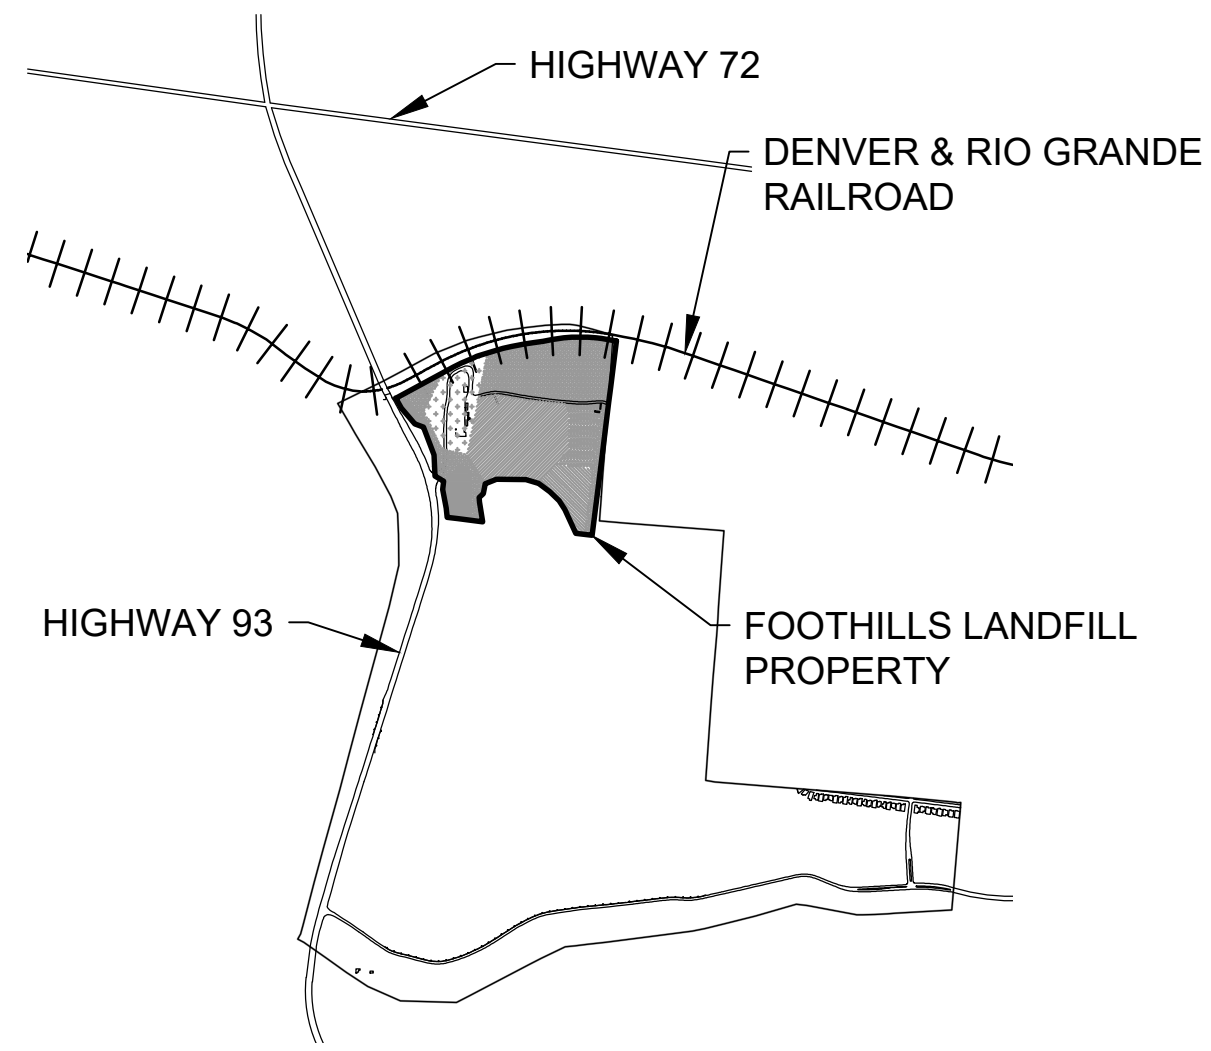 HIGHWAY 72
DENVER & RIO GRANDE
RAILROAD
HIGHWAY 93
FOOTHILLS LANDFILL
PROPERTY